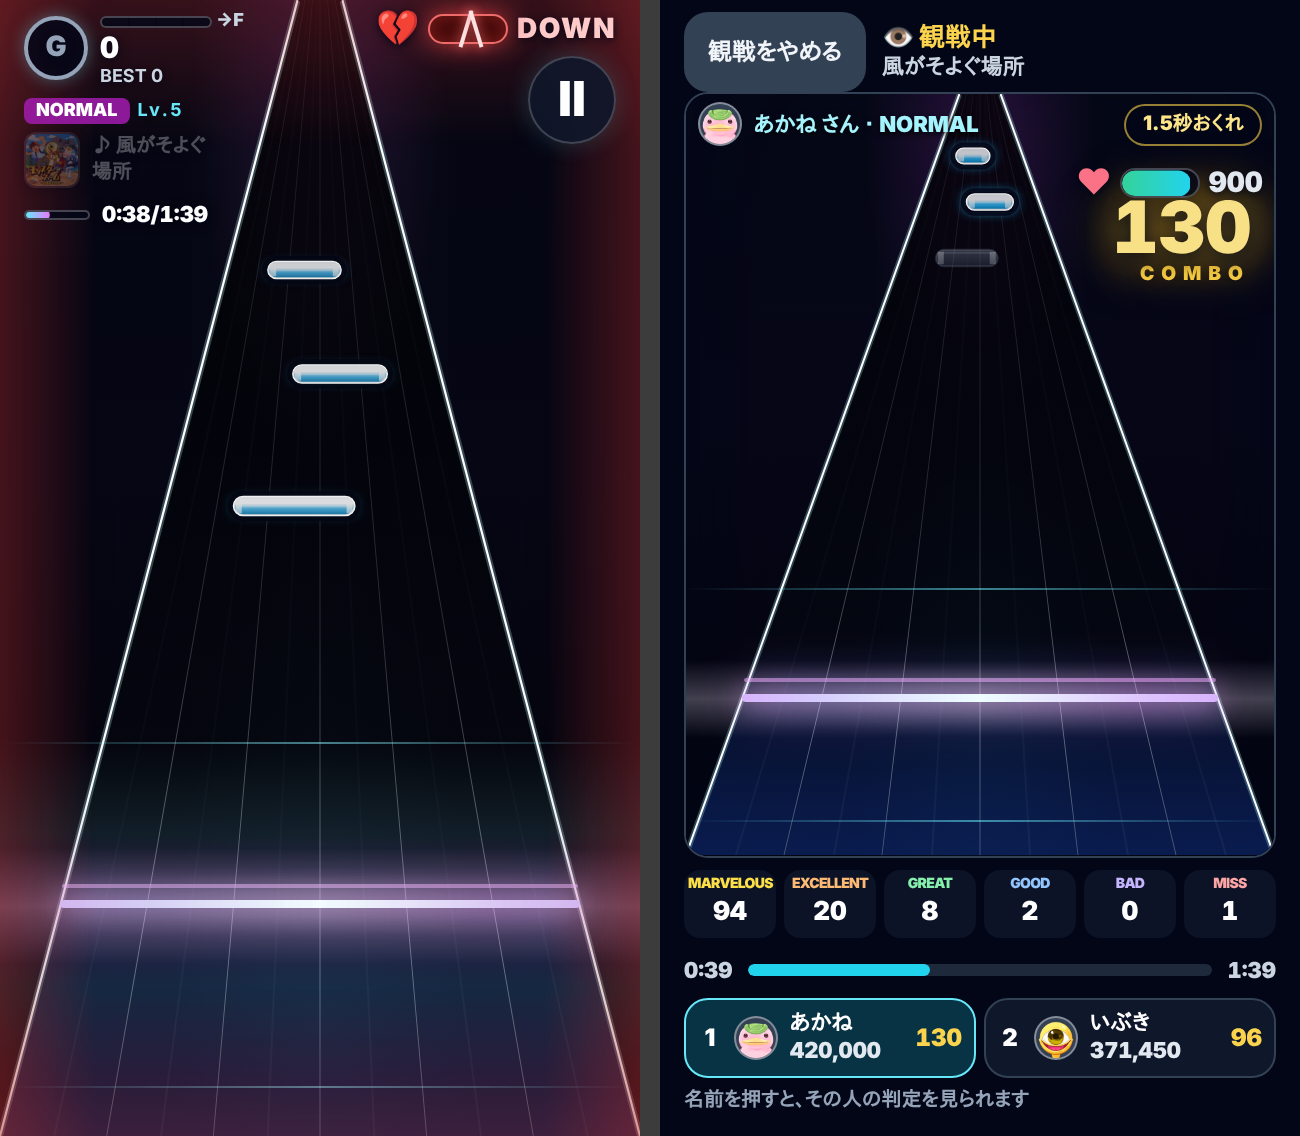 G
→F
0
BEST 0
NORMAL Lv.5
♪ 風がそよぐ
場所
0:38/1:39
DOWN
観戦をやめる
観戦中
風がそよぐ場所
あかね さん・NORMAL
1.5秒おくれ
900
130
COMBO
MARVELOUS EXCELLENT GREAT GOOD BAD MISS
94 20 8 2 0 1
0:39 1:39
1 あかね 420,000 130
2 いぶき 371,450 96
名前を押すと、その人の判定を見られます